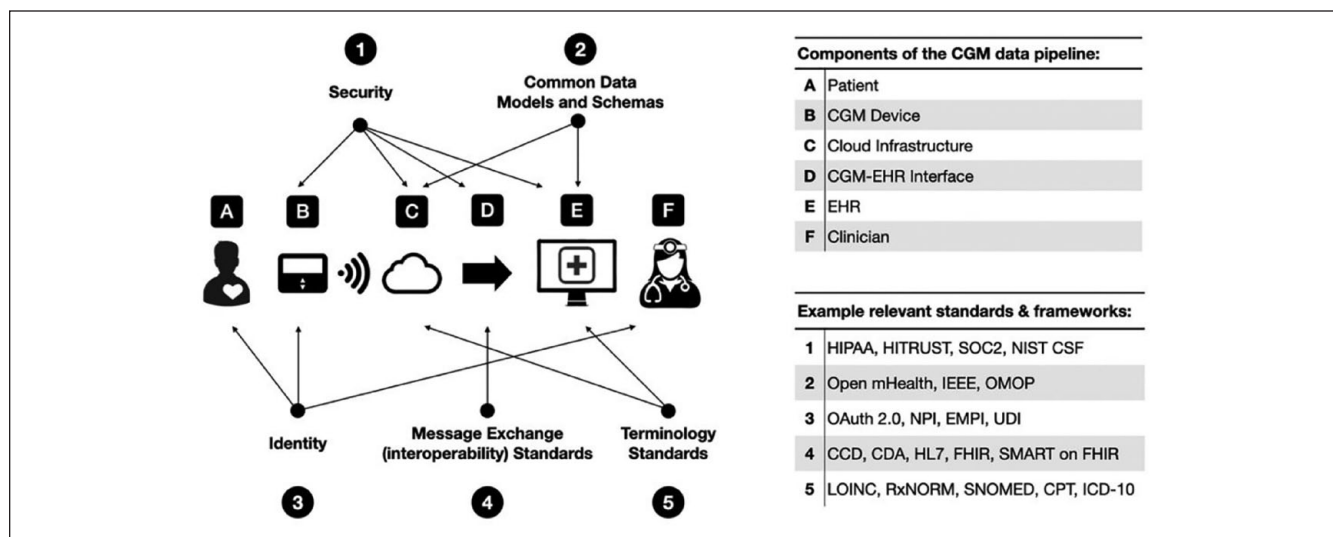 1
2
Security
Common Data
Models and Schemas
A
B
C
D
E
F
Identity
Message Exchange
(interoperability) Standards
Terminology
Standards
3
4
5
Components of the CGM data pipeline:
A Patient
B CGM Device
C Cloud Infrastructure
D CGM-EHR Interface
E EHR
F Clinician
Example relevant standards & frameworks:
1 HIPAA, HITRUST, SOC2, NIST CSF
2 Open mHealth, IEEE, OMOP
3 OAuth 2.0, NPI, EMPI, UDI
4 CCD, CDA, HL7, FHIR, SMART on FHIR
5 LOINC, RxNORM, SNOMED, CPT, ICD-10